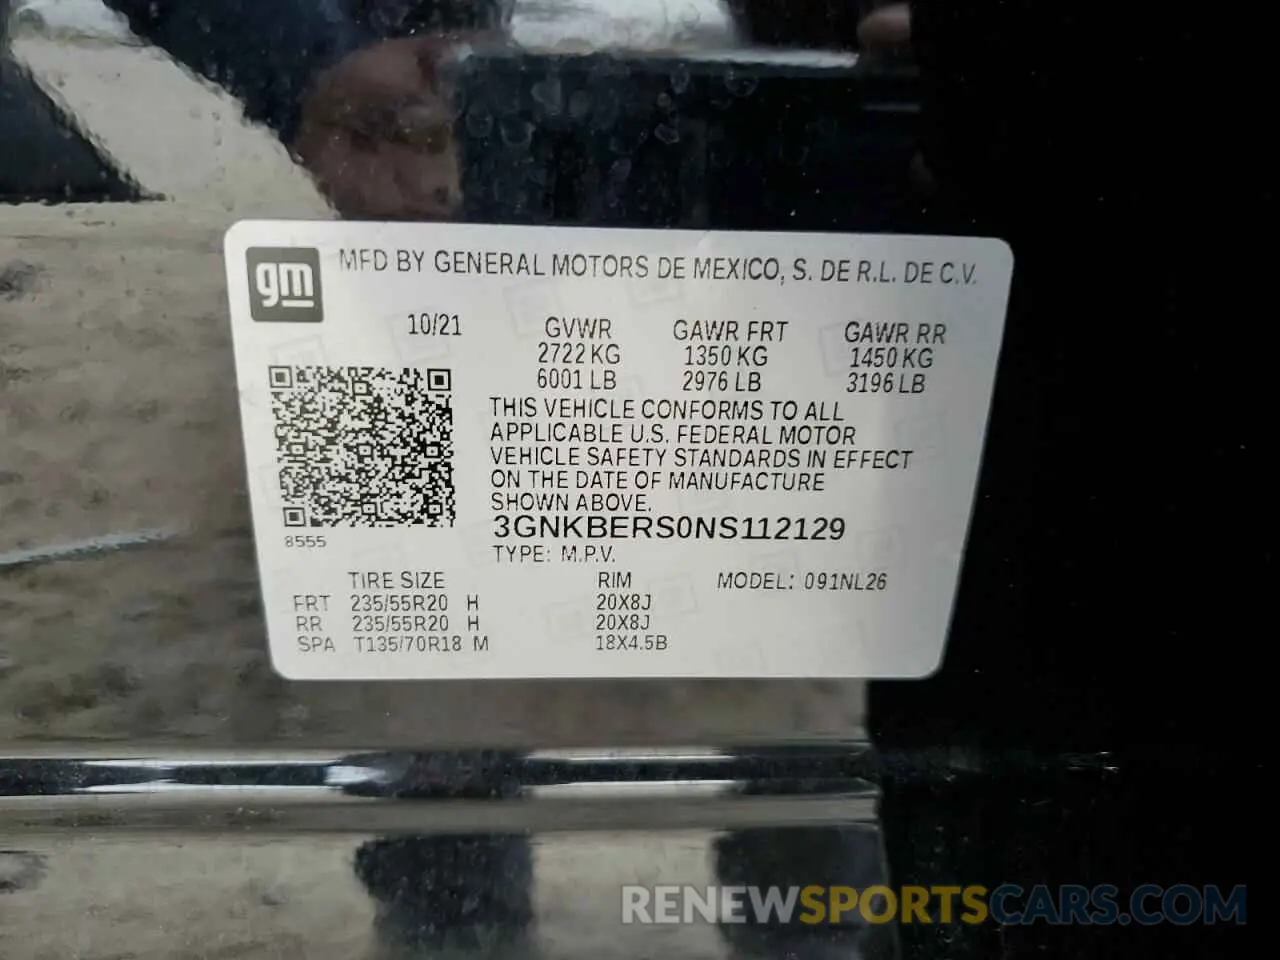 gm
MFD BY GENERAL MOTORS DE MEXICO, S. DE R.L. DE C.V.
10/21 GVWR GAWR FRT GAWR RR
2722 KG 1350 KG 1450 KG
6001 LB 2976 LB 3196 LB
THIS VEHICLE CONFORMS TO ALL
APPLICABLE U.S. FEDERAL MOTOR
VEHICLE SAFETY STANDARDS IN EFFECT
ON THE DATE OF MANUFACTURE
SHOWN ABOVE.
3GNKBERS0NS112129
8555
TYPE: M.P.V.
TIRE SIZE RIM MODEL: 091NL26
FRT 235/55R20 H 20X8J
RR 235/55R20 H 20X8J
SPA T135/70R18 M 18X4.5B
RENEWSPORTSCARS.COM